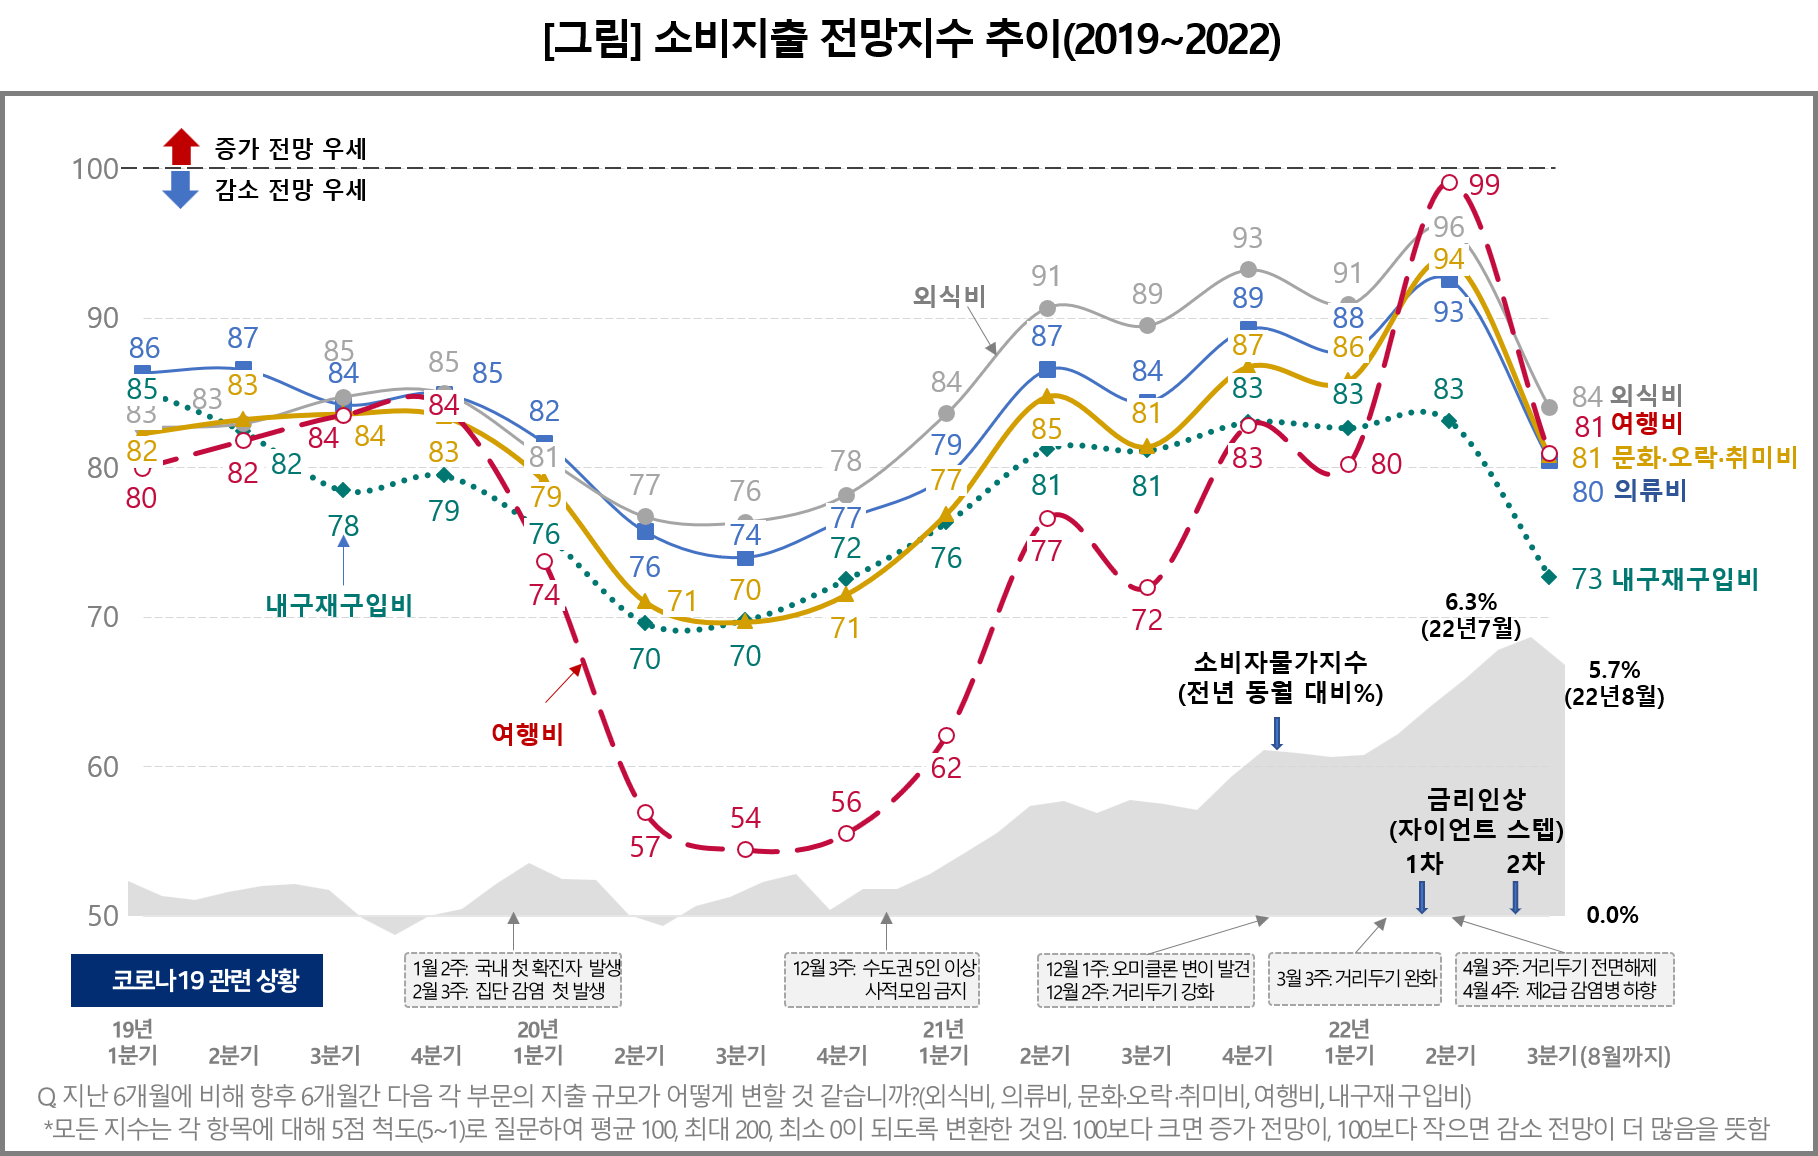 [그림] 소비지출 전망지수 추이(2019~2022)
증가 전망 우세
감소 전망 우세
100
90
80
70
60
50
86
87
84
85
82
76
74
77
79
87
84
89
88
93
80 의류비
85
82
78
79
76
70
70
72
76
81
81
83
83
83
73 내구재구입비
83
83
85
85
81
77
76
78
84
91
89
93
91
96
84 외식비
82
83
84
83
79
71
70
71
77
85
81
87
86
94
81 문화·오락·취미비
80
82
84
84
74
57
54
56
62
77
72
83
80
99
81 여행비
외식비
내구재구입비
여행비
소비자물가지수
(전년 동월 대비%)
6.3%
(22년7월)
5.7%
(22년8월)
금리인상
(자이언트 스텝)
1차 2차
0.0%
코로나19 관련 상황
1월 2주: 국내 첫 확진자 발생
2월 3주: 집단 감염 첫 발생
12월 3주: 수도권 5인 이상
사적모임 금지
12월 1주: 오미클론 변이 발견
12월 2주: 거리두기 강화
3월 3주: 거리두기 완화
4월 3주: 거리두기 전면해제
4월 4주: 제2급 감염병 하향
19년 20년 21년 22년
1분기 2분기 3분기 4분기 1분기 2분기 3분기 4분기 1분기 2분기 3분기 4분기 1분기 2분기 3분기(8월까지)
Q. 지난 6개월에 비해 향후 6개월간 다음 각 부문의 지출 규모가 어떻게 변할 것 같습니까?(외식비, 의류비, 문화·오락·취미비, 여행비, 내구재 구입비)
*모든 지수는 각 항목에 대해 5점 척도(5~1)로 질문하여 평균 100, 최대 200, 최소 0이 되도록 변환한 것임. 100보다 크면 증가 전망이, 100보다 작으면 감소 전망이 더 많음을 뜻함